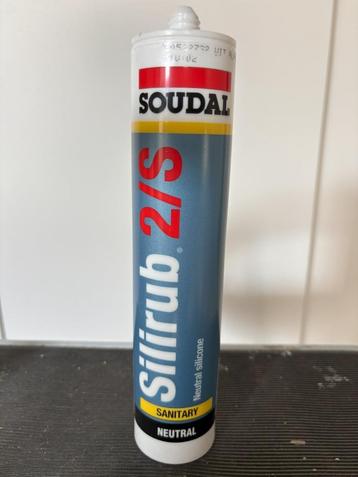 SOUDAL
Silirub® 2/S
Neutral silicone
SANITARY
NEUTRAL